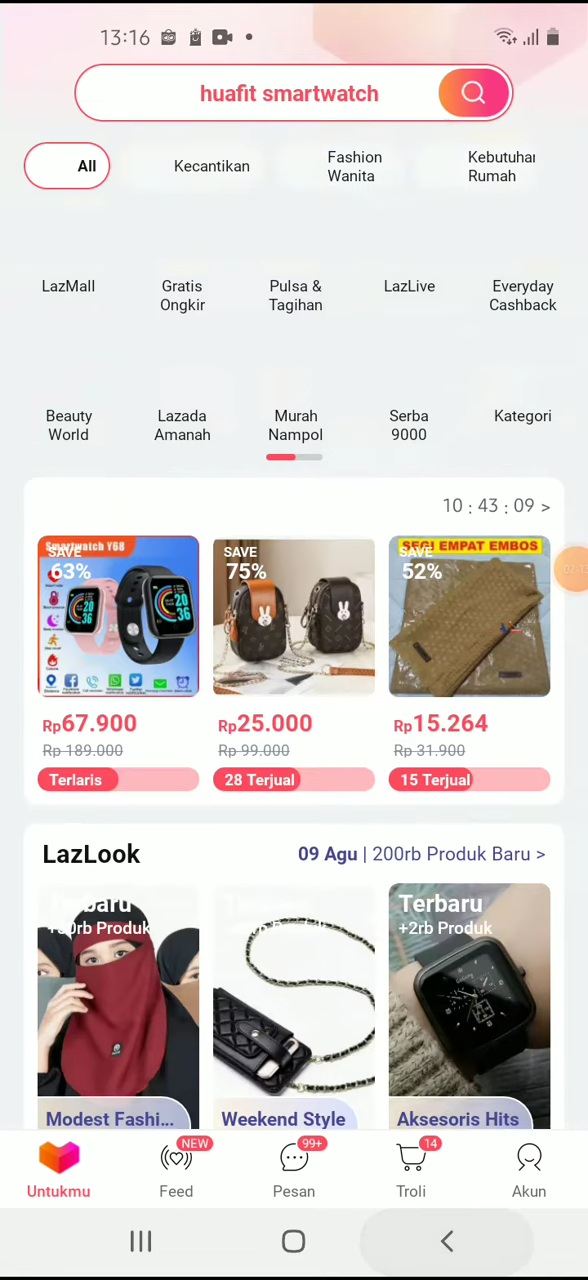 13:16
huafit smartwatch
All
Kecantikan
Fashion
Wanita
Kebutuhan
Rumah
LazMall
Gratis
Ongkir
Pulsa &
Tagihan
LazLive
Everyday
Cashback
Beauty
World
Lazada
Amanah
Murah
Nampol
Serba
9000
Kategori
10 : 43 : 09 >
Smartwatch Y68
SAVE
63%
SAVE
75%
SEGI EMPAT EMBOS
SAVE
52%
Rp67.900
Rp 189.000
Terlaris
Rp25.000
Rp 99.000
28 Terjual
Rp15.264
Rp 31.900
15 Terjual
LazLook
09 Agu | 200rb Produk Baru >
Terbaru
Produk
Modest Fashi...
Weekend Style
Terbaru
+2rb Produk
Aksesoris Hits
Untukmu
NEW
Feed
99+
Pesan
14
Troli
Akun